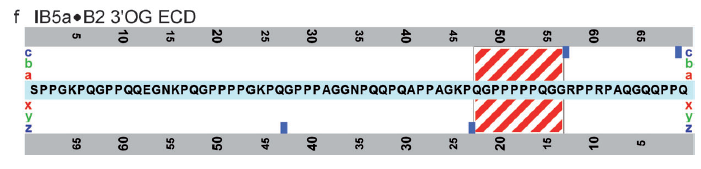 f IB5a•B2 3'OG ECD
5 10 15 20 25 30 35 40 45 50 55 60 65
c c
b b
a a
SPPGKPQGPPQQEGNKPQGPPPPGKPQGPPPAGGNPQQPQAPPAGKPQGPPPPPQGGRPPRPAQGQQPPQ
x x
y y
z z
65 60 55 50 45 40 35 30 25 20 15 10 5